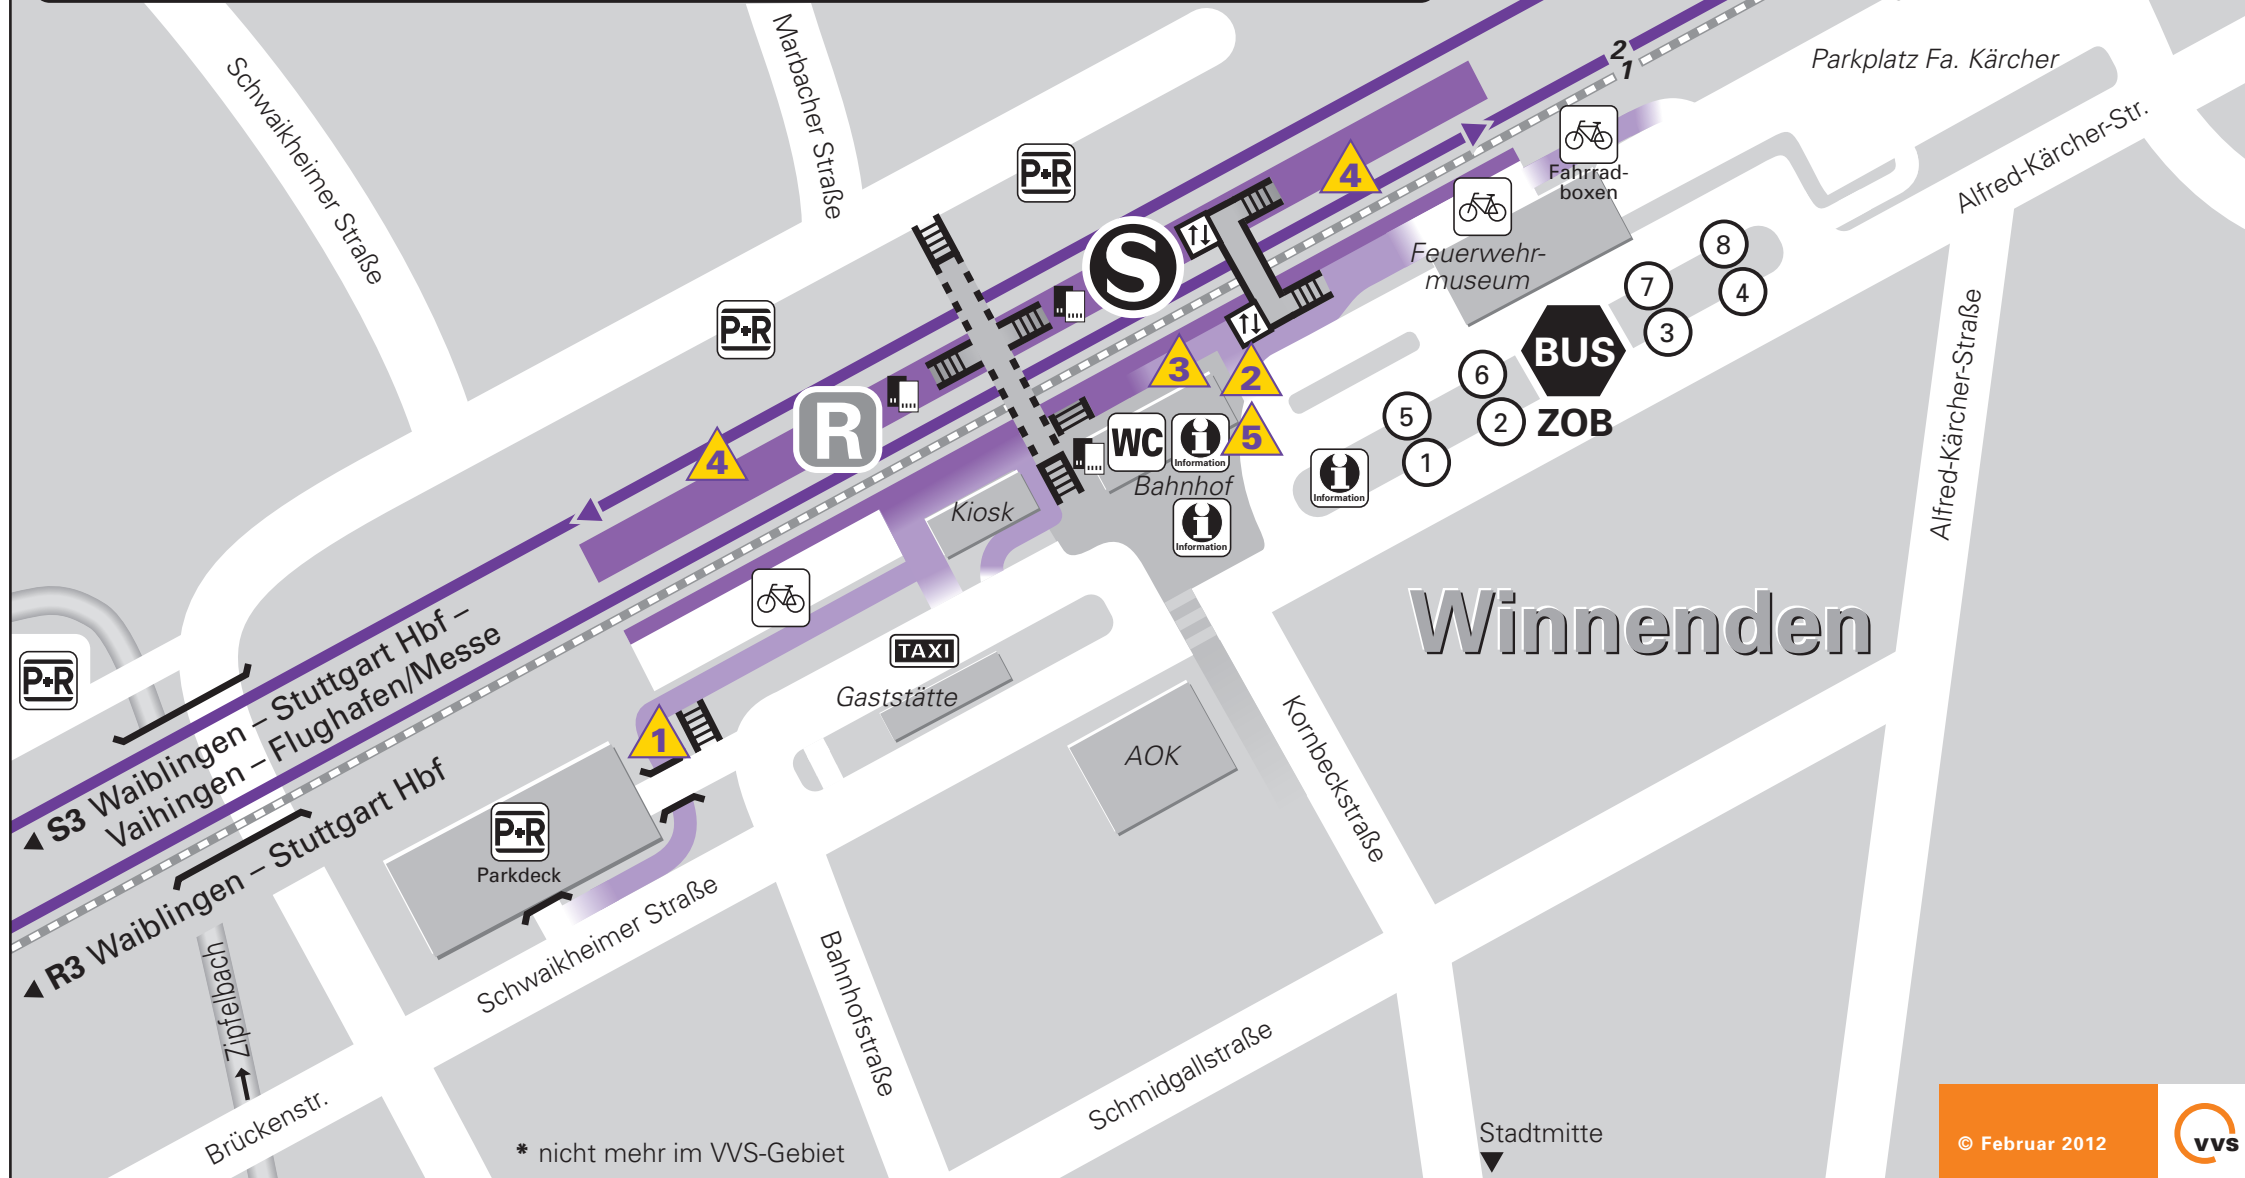 2
1
Parkplatz Fa. Kärcher
Schwaikheimer Straße
Marbacher Straße
P+R
Fahrrad-
boxen
Alfred-Kärcher-Str.
4
S
Feuerwehr-
museum
8
7
4
3
P+R
BUS
ZOB
6
5
2
1
3
2
5
R
4
WC
i
Information
Bahnhof
i
Information
i
Information
Kiosk
Alfred-Kärcher-Straße
Winnenden
P+R
TAXI
Gaststätte
1
AOK
Kornbeckstraße
S3 Waiblingen – Stuttgart Hbf –
Vaihingen – Flughafen/Messe
R3 Waiblingen – Stuttgart Hbf
P+R
Parkdeck
Schwaikheimer Straße
Bahnhofstraße
Zipfelbach
Brückenstr.
Schmidgallstraße
* nicht mehr im VVS-Gebiet
Stadtmitte
© Februar 2012
vvs